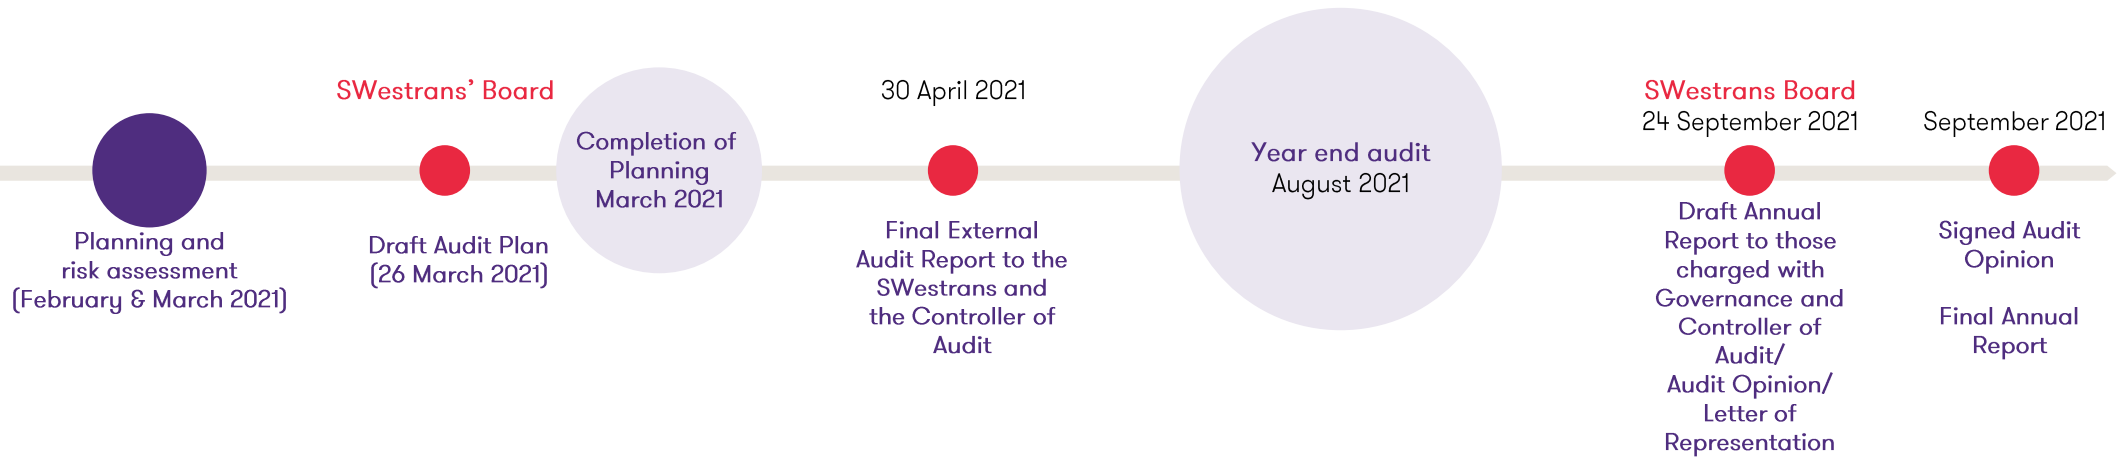 Planning and
risk assessment
(February & March 2021)
SWestrans’ Board
Draft Audit Plan
(26 March 2021)
Completion of
Planning
March 2021
30 April 2021
Final External
Audit Report to the
SWestrans and
the Controller of
Audit
Year end audit
August 2021
SWestrans Board
24 September 2021
Draft Annual
Report to those
charged with
Governance and
Controller of
Audit/
Audit Opinion/
Letter of
Representation
September 2021
Signed Audit
Opinion
Final Annual
Report